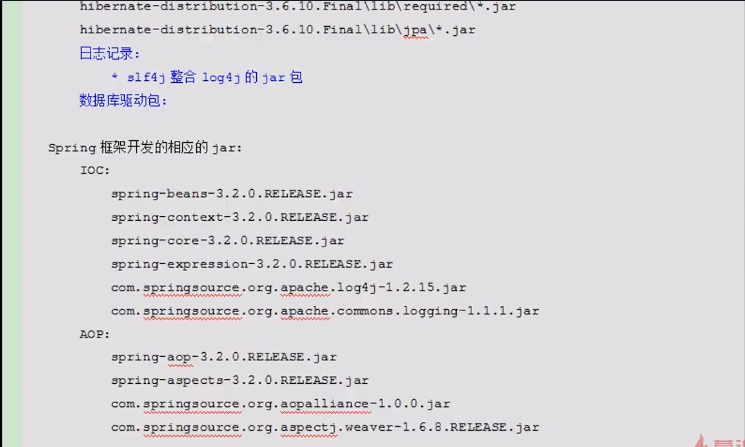 hibernate-distribution-3.6.10.Final\lib\required\*.jar
hibernate-distribution-3.6.10.Final\lib\jpa\*.jar
日志记录:
* slf4j 整合 log4j 的 jar 包
数据库驱动包:
Spring 框架开发的相应的 jar:
IOC:
spring-beans-3.2.0.RELEASE.jar
spring-context-3.2.0.RELEASE.jar
spring-core-3.2.0.RELEASE.jar
spring-expression-3.2.0.RELEASE.jar
com.springsource.org.apache.log4j-1.2.15.jar
com.springsource.org.apache.commons.logging-1.1.1.jar
AOP:
spring-aop-3.2.0.RELEASE.jar
spring-aspects-3.2.0.RELEASE.jar
com.springsource.org.aopalliance-1.0.0.jar
com.springsource.org.aspectj.weaver-1.6.8.RELEASE.jar